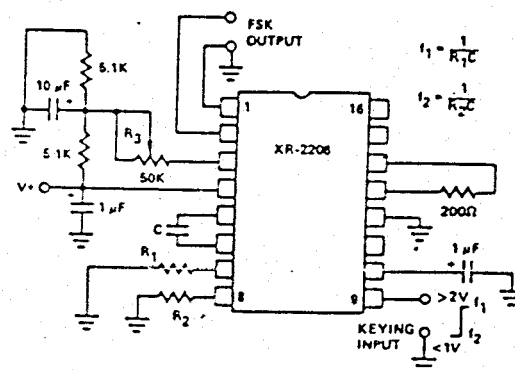 FSK
OUTPUT
f₁ = 1/R₁C
f₂ = 1/R₂C
5.1K
10 µF
+
R₃
5.1K
50K
V+
+
1 µF
C
R₁
R₂
1
16
XR-2206
8
9
200Ω
1 µF
+
>2V
f₁
KEYING
INPUT
f₂
<1V